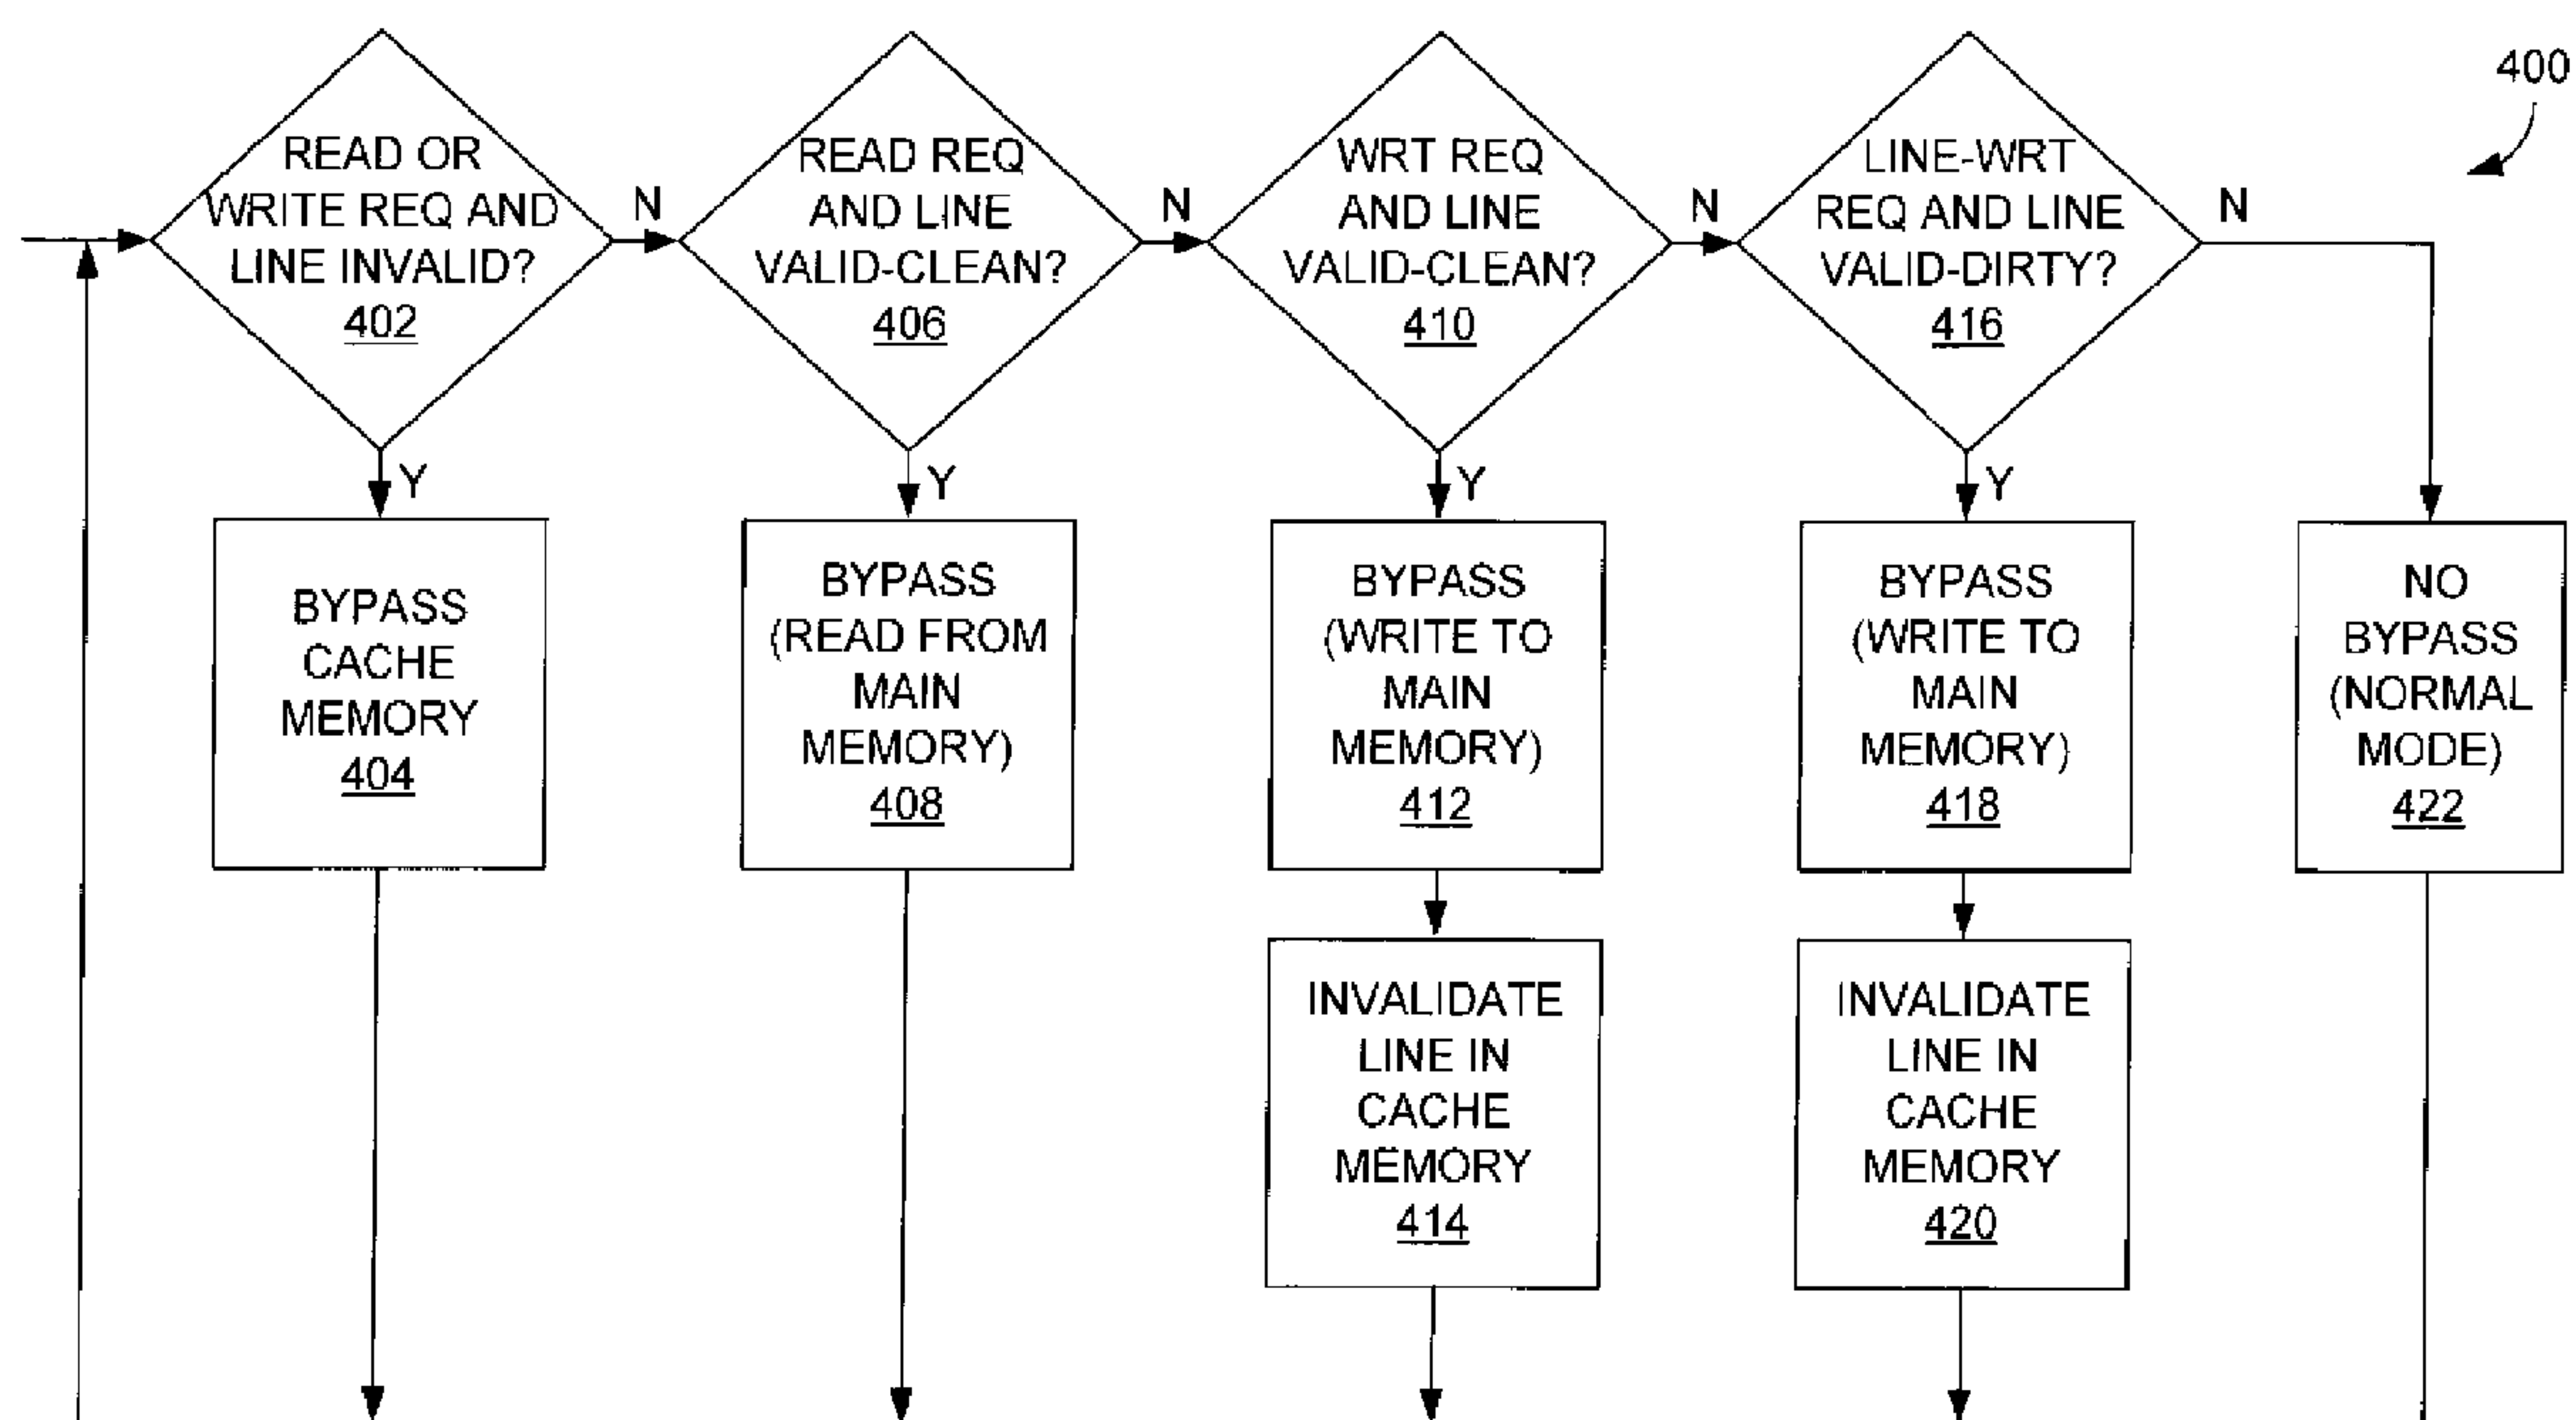 400
READ OR
WRITE REQ AND
LINE INVALID?
402
N
READ REQ
AND LINE
VALID-CLEAN?
406
N
WRT REQ
AND LINE
VALID-CLEAN?
410
N
LINE-WRT
REQ AND LINE
VALID-DIRTY?
416
N
Y
Y
Y
Y
BYPASS
CACHE
MEMORY
404
BYPASS
(READ FROM
MAIN
MEMORY)
408
BYPASS
(WRITE TO
MAIN
MEMORY)
412
BYPASS
(WRITE TO
MAIN
MEMORY)
418
NO
BYPASS
(NORMAL
MODE)
422
INVALIDATE
LINE IN
CACHE
MEMORY
414
INVALIDATE
LINE IN
CACHE
MEMORY
420